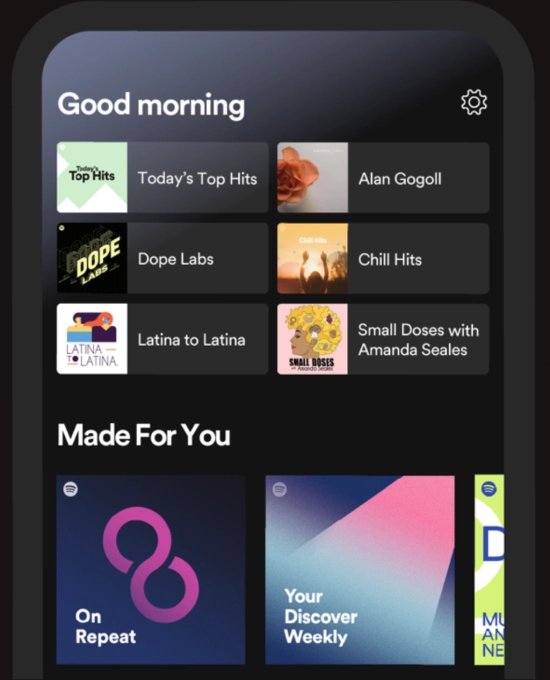 Good morning
Today's
Top Hits
Today's Top Hits
Alan Gogoll
DOPE
LABS
Dope Labs
Chill Hits
Chill Hits
LATINA
TO LATINA.
Latina to Latina
SMALL DOSES
with Amanda Seales
Small Doses with
Amanda Seales
Made For You
On
Repeat
Your
Discover
Weekly
D
MU
AN
NE